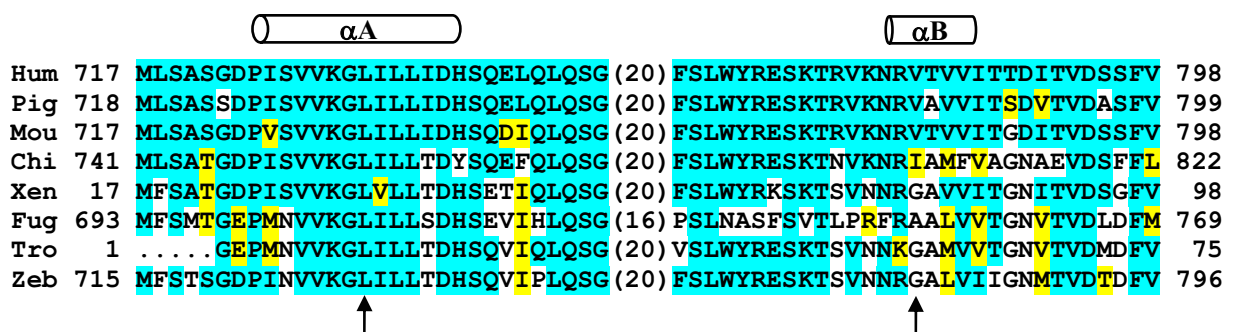 αA αB
Hum 717 MLSASGDPISVVKGLILLIDHSQELQLQSG(20)FSLWYRESKTRVKNRVTVVITTDITVDSSFV 798
Pig 718 MLSASSDPISVVKGLILLIDHSQELQLQSG(20)FSLWYRESKTRVKNRVAVVITSDVTVDASFV 799
Mou 717 MLSASGDPVSVVKGLILLIDHSQDIQLQSG(20)FSLWYRESKTRVKNRVTVVITGDITVDSSFV 798
Chi 741 MLSATGDPISVVKGLILLTDYSQEFQLQSG(20)FSLWYRESKTNVKNRIAMFVAGNAEVDSFFL 822
Xen 17 MFSATGDPISVVKGLVLLTDHSETIQLQSG(20)FSLWYRKSKTSVNNRGAVVITGNITVDSGFV 98
Fug 693 MFSMTGEPMNVVKGLILLSDHSEVIHLQSG(16)PSLNASFSVTLPRFRAALVVTGNVTVDLDFM 769
Tro 1 .....GEPMNVVKGLILLTDHSQVIQLQSG(20)VSLWYRESKTSVNNKGAMVVTGNVTVDMDFV 75
Zeb 715 MFSTSGDPINVVKGLILLTDHSQVIPLQSG(20)FSLWYRESKTSVNNRGALVIIGNMTVDTDFV 796